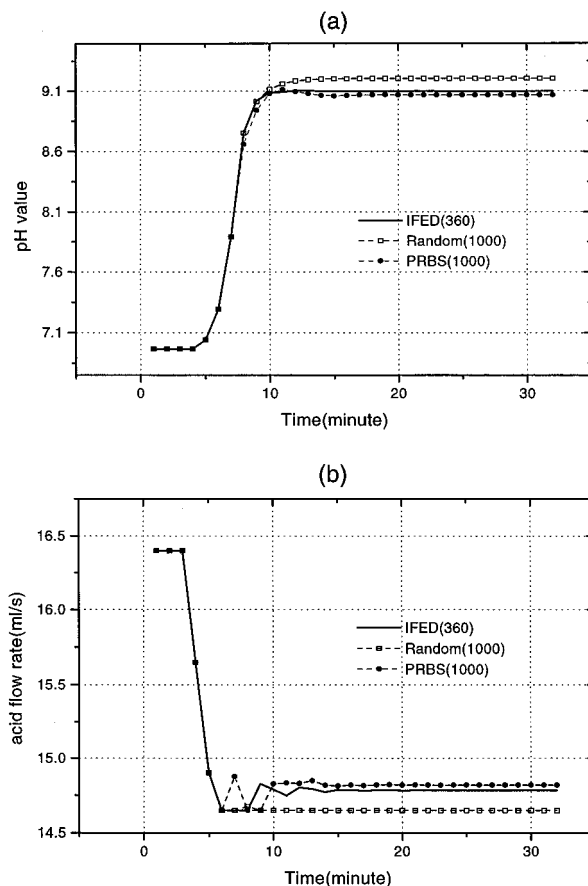 (a)
pH value
9.1
8.6
8.1
7.6
7.1
IFED(360)
Random(1000)
PRBS(1000)
0
10
20
30
Time(minute)
(b)
acid flow rate(ml/s)
16.5
16.0
15.5
15.0
14.5
IFED(360)
Random(1000)
PRBS(1000)
0
10
20
30
Time(minute)